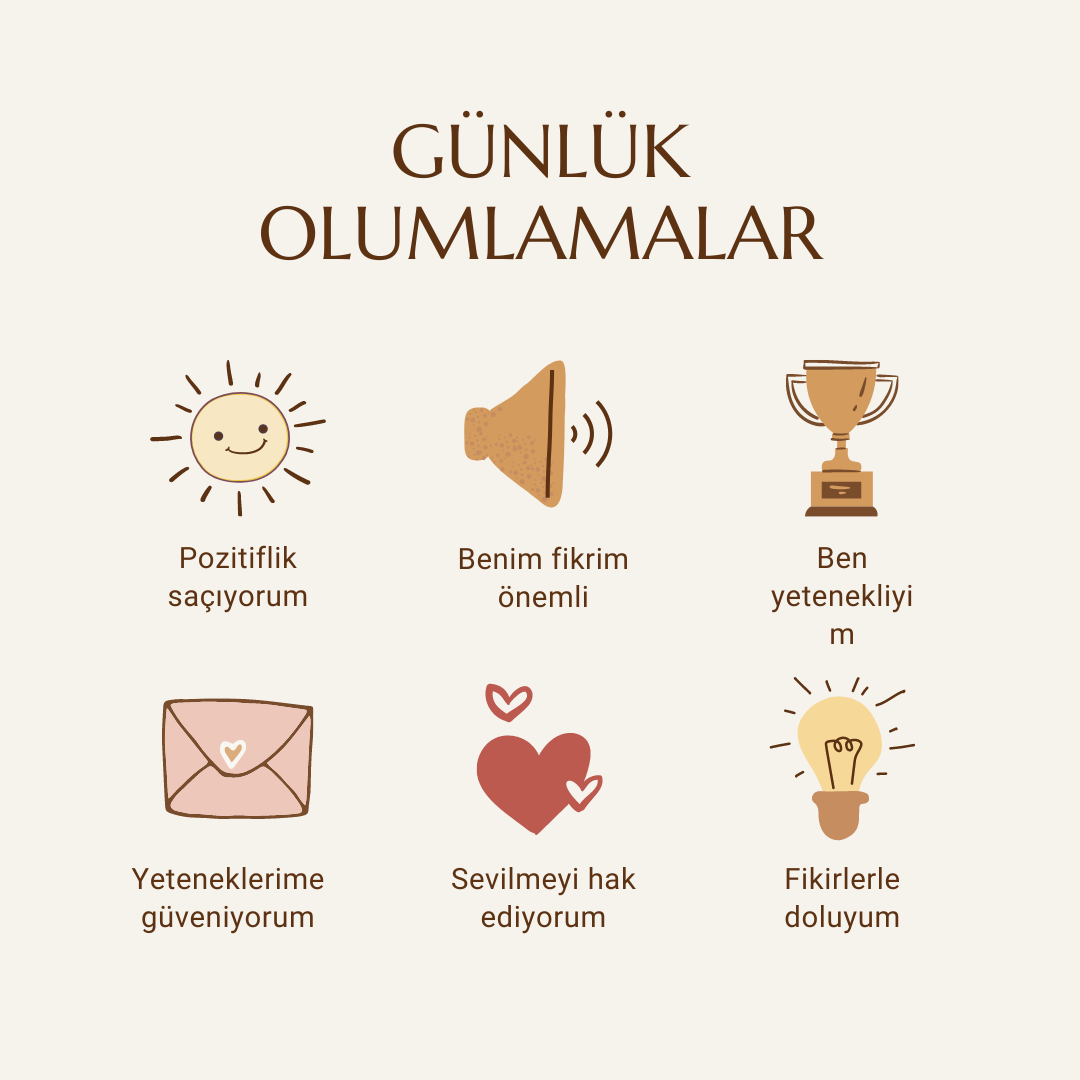 GÜNLÜK
OLUMLAMALAR
Pozitiflik
saçıyorum
Benim fikrim
önemli
Ben
yetenekliyi
m
Yeteneklerime
güveniyorum
Sevilmeyi hak
ediyorum
Fikirlerle
doluyum